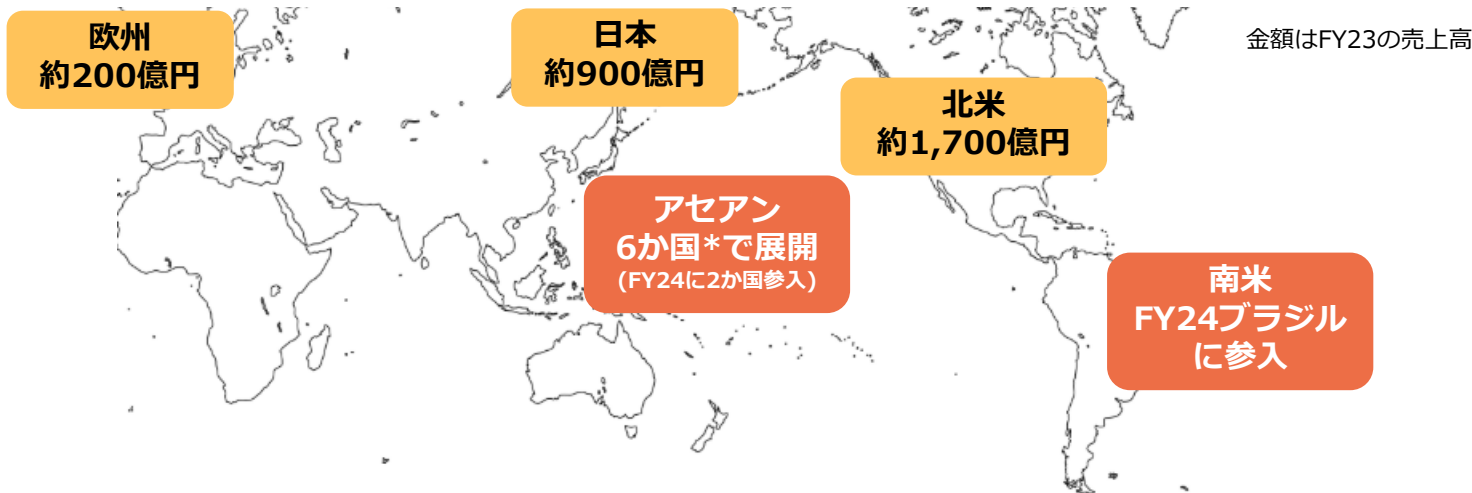 欧州
約200億円
日本
約900億円
金額はFY23の売上高
北米
約1,700億円
アセアン
6か国*で展開
(FY24に2か国参入)
南米
FY24ブラジル
に参入